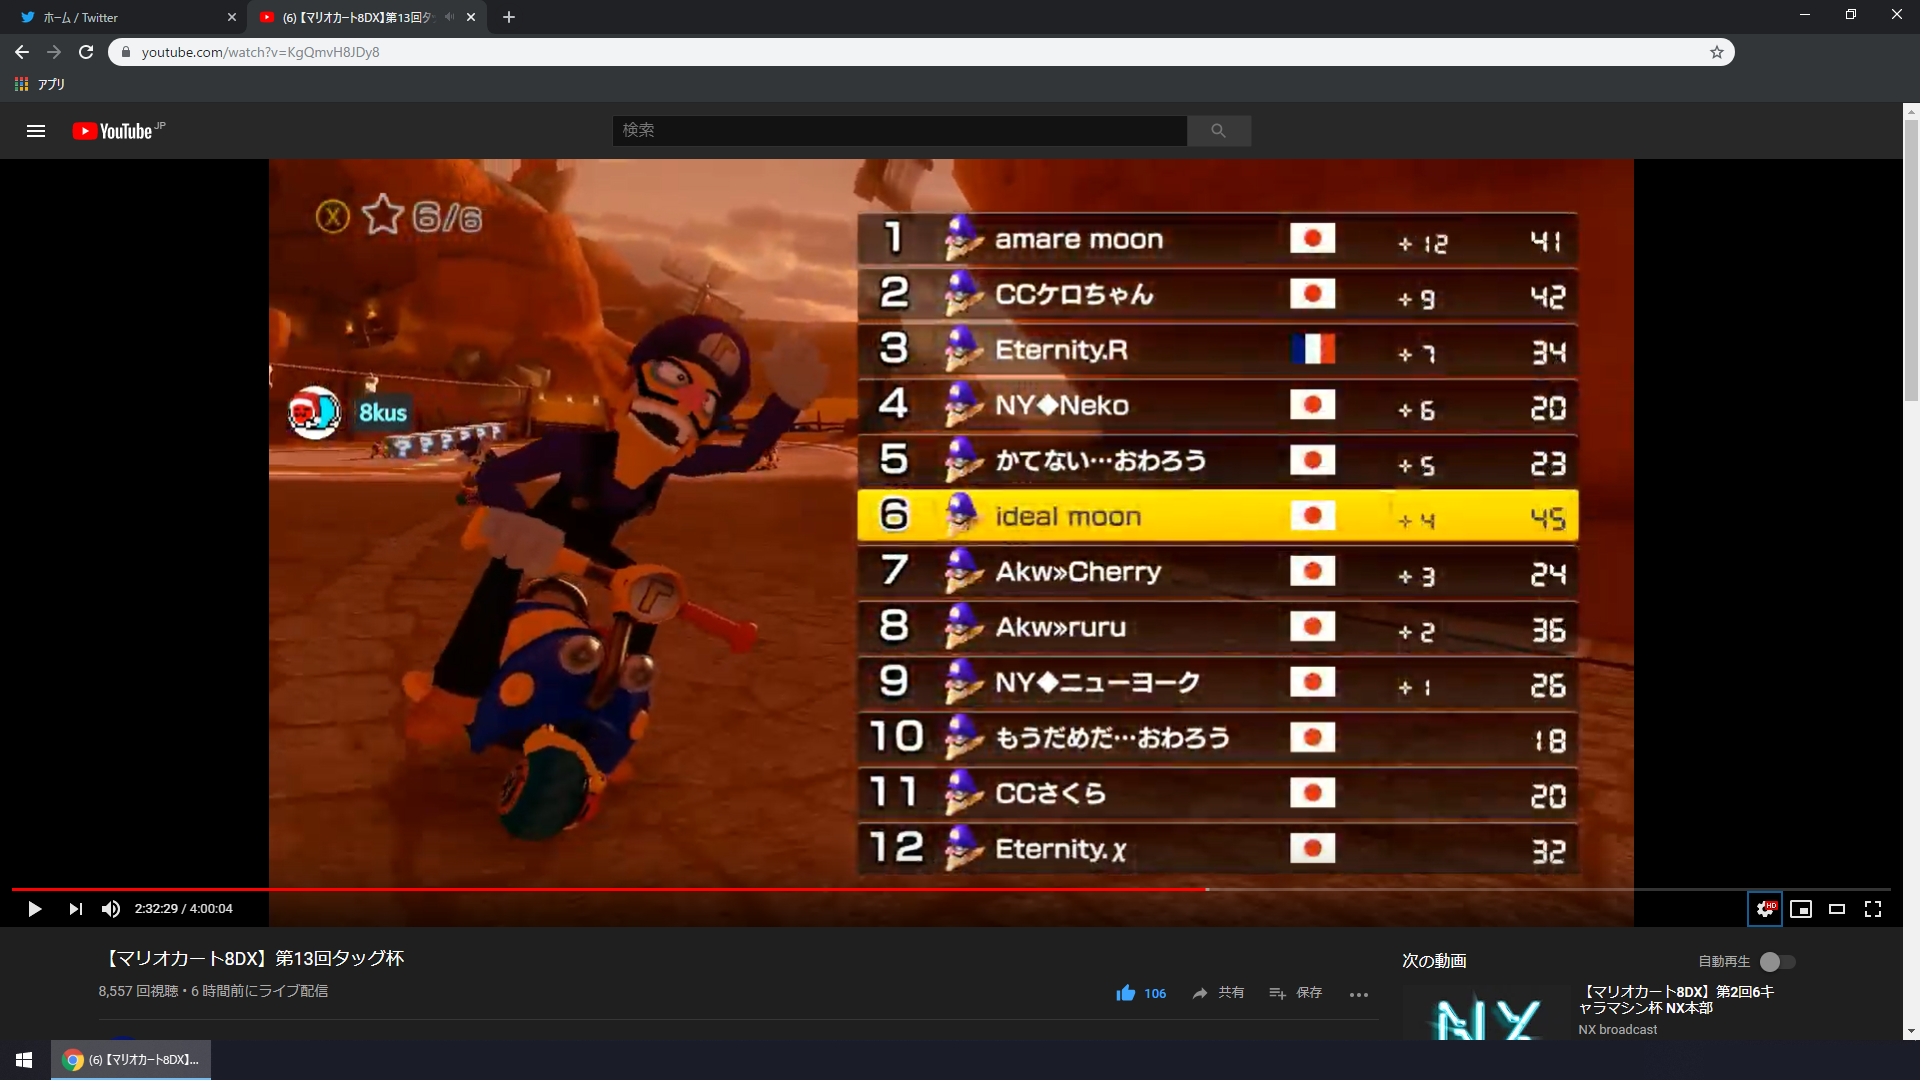 ホーム / Twitter
(6)【マリオカート8DX】第13回タッ
youtube.com/watch?v=KgQmvH8JDy8
アプリ
YouTube JP
検索
X 6/6
8kus
1 amare moon +12 41
2 CCケロちゃん +9 42
3 Eternity.R +7 34
4 NY◆Neko +6 20
5 かてない…おわろう +5 23
6 ideal moon +4 45
7 Akw»Cherry +3 24
8 Akw»ruru +2 36
9 NY◆ニューヨーク +1 26
10 もうだめだ…おわろう 18
11 CCさくら 20
12 Eternity.χ 32
2:32:29 / 4:00:04
HD
【マリオカート8DX】第13回タッグ杯
8,557 回視聴・6 時間前にライブ配信
106 共有 保存
次の動画
自動再生
NX
【マリオカート8DX】第2回6キ
ャラマシン杯 NX本部
NX broadcast
(6)【マリオカート8DX】...